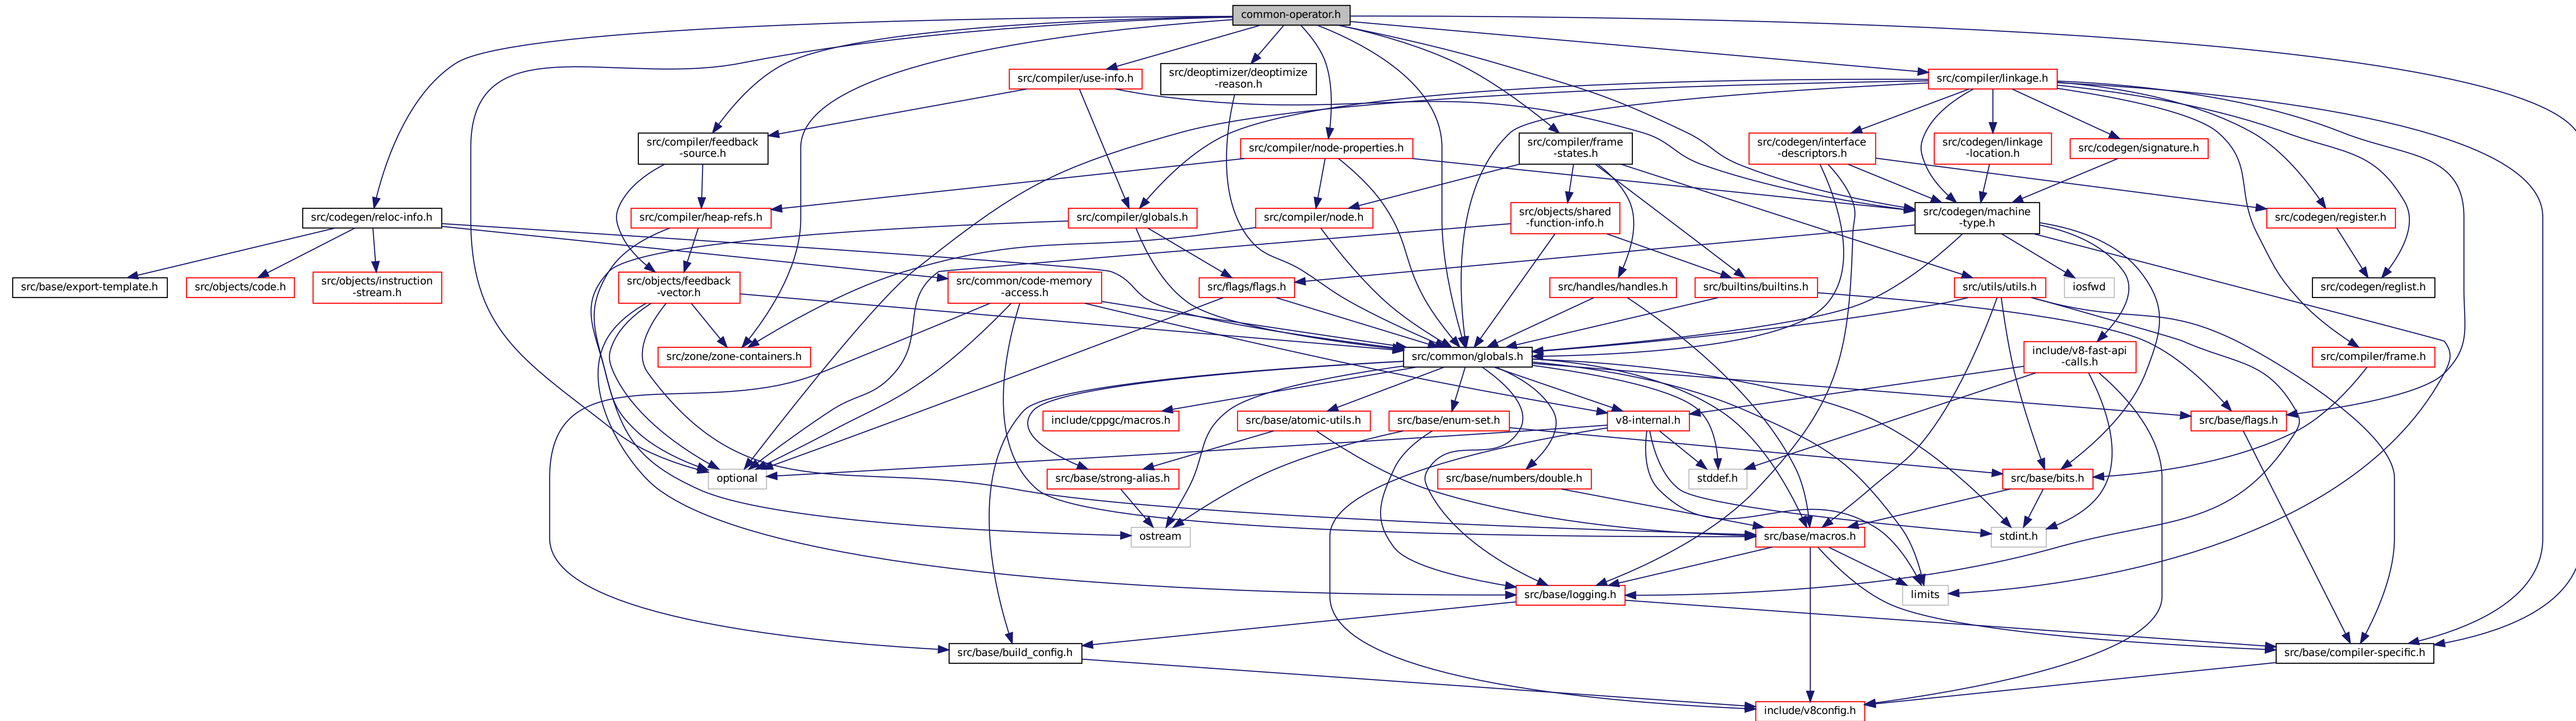 common-operator.h
src/compiler/use-info.h
src/deoptimizer/deoptimize
-reason.h
src/compiler/linkage.h
src/compiler/feedback
-source.h
src/compiler/node-properties.h
src/compiler/frame
-states.h
src/codegen/interface
-descriptors.h
src/codegen/linkage
-location.h
src/codegen/signature.h
src/codegen/reloc-info.h
src/compiler/heap-refs.h
src/compiler/globals.h
src/compiler/node.h
src/objects/shared
-function-info.h
src/codegen/machine
-type.h
src/codegen/register.h
src/base/export-template.h
src/objects/code.h
src/objects/instruction
-stream.h
src/objects/feedback
-vector.h
src/common/code-memory
-access.h
src/flags/flags.h
src/handles/handles.h
src/builtins/builtins.h
src/utils/utils.h
iosfwd
src/codegen/reglist.h
src/zone/zone-containers.h
src/common/globals.h
include/v8-fast-api
-calls.h
src/compiler/frame.h
include/cppgc/macros.h
src/base/atomic-utils.h
src/base/enum-set.h
v8-internal.h
src/base/flags.h
optional
src/base/strong-alias.h
src/base/numbers/double.h
stddef.h
src/base/bits.h
ostream
src/base/macros.h
stdint.h
src/base/logging.h
limits
src/base/build_config.h
src/base/compiler-specific.h
include/v8config.h